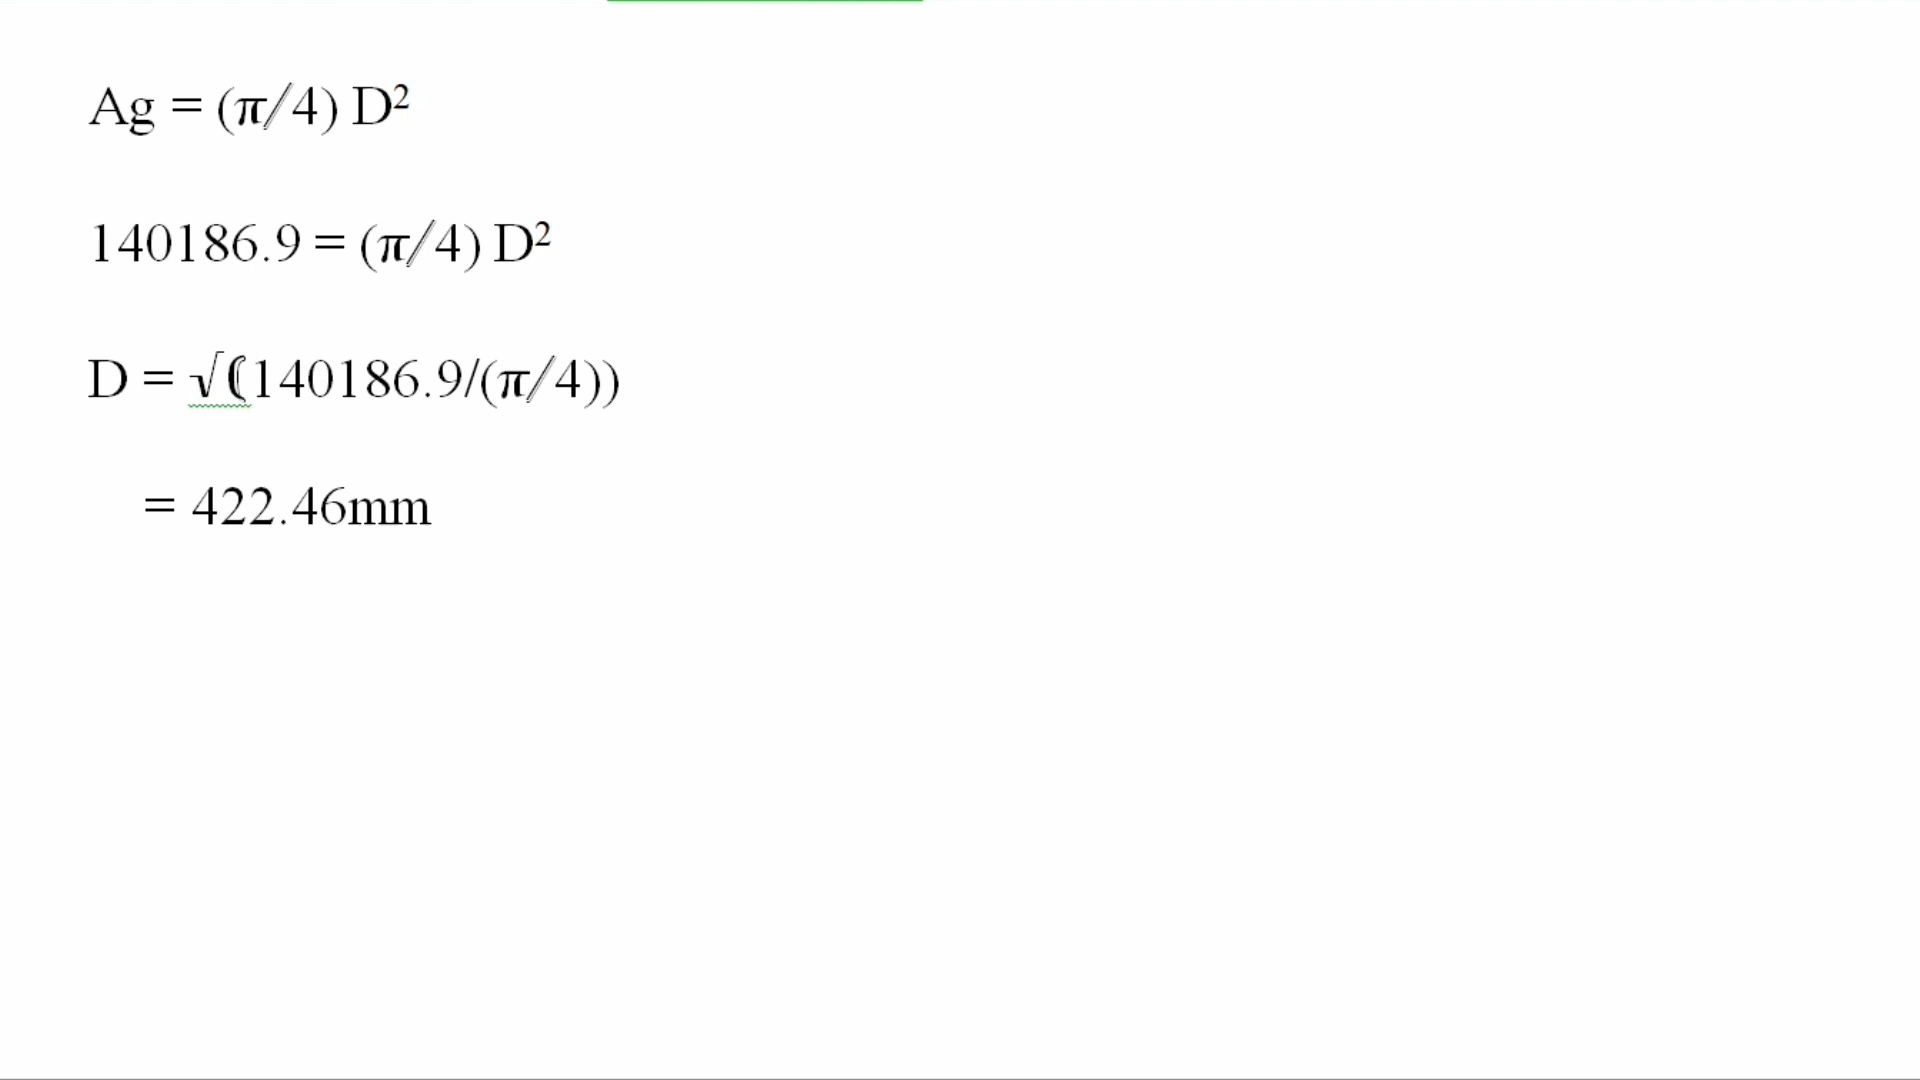 Ag = (π/4) D²
140186.9 = (π/4) D²
D = √(140186.9/(π/4))
= 422.46mm